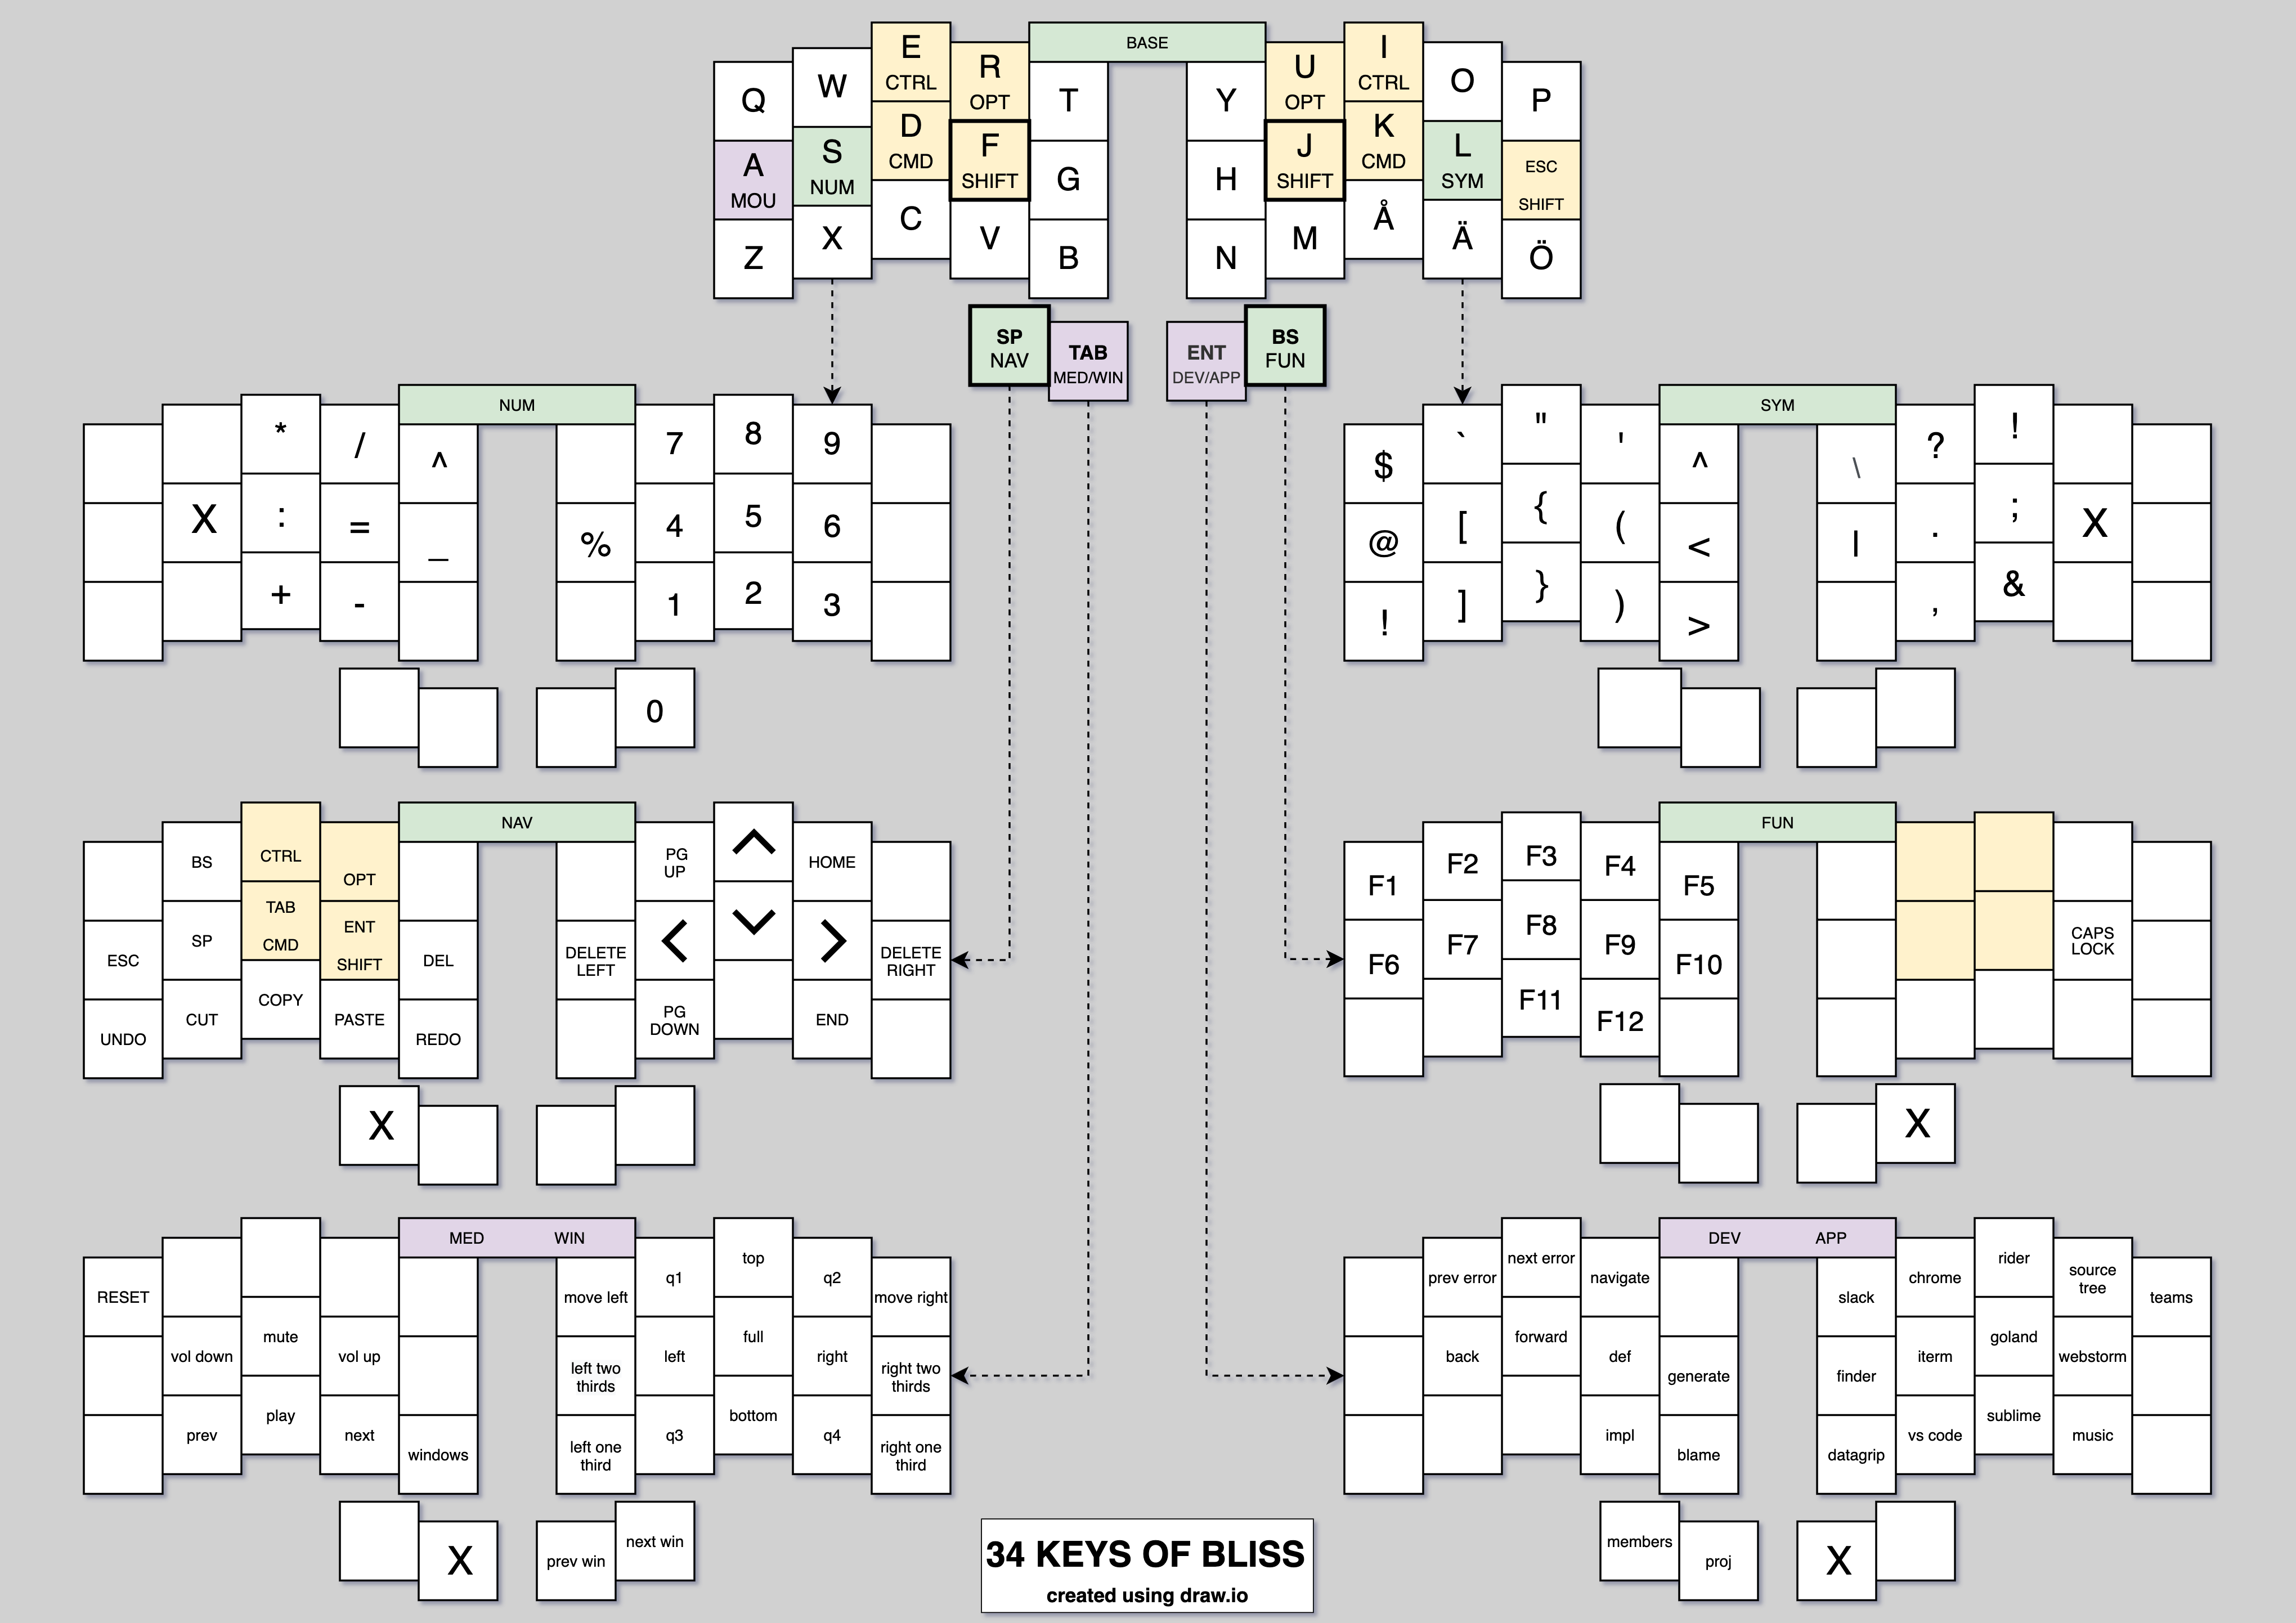 BASE
Q
W
E
CTRL
R
OPT
T
Y
U
OPT
I
CTRL
O
P
A
MOU
S
NUM
D
CMD
F
SHIFT
G
H
J
SHIFT
K
CMD
L
SYM
ESC
SHIFT
Z
X
C
V
B
N
M
Å
Ä
Ö
SP
NAV
TAB
MED/WIN
ENT
DEV/APP
BS
FUN
NUM
*
/
^
7
8
9
X
:
=
_
%
4
5
6
+
-
1
2
3
0
SYM
$
`
"
'
^
\
?
!
@
[
{
(
<
|
.
;
X
!
]
}
)
>
,
&
NAV
BS
CTRL
OPT
PG
UP
^
HOME
ESC
SP
TAB
CMD
ENT
SHIFT
DEL
DELETE
LEFT
<
>
DELETE
RIGHT
UNDO
CUT
COPY
PASTE
REDO
PG
DOWN
END
X
FUN
F1
F2
F3
F4
F5
F6
F7
F8
F9
F10
CAPS
LOCK
F11
F12
X
MED WIN
RESET
move left
q1
top
q2
move right
vol down
mute
vol up
left two
thirds
left
full
right
right two
thirds
prev
play
next
windows
left one
third
q3
bottom
q4
right one
third
X
prev win
next win
DEV APP
prev error
next error
navigate
slack
chrome
rider
source
tree
teams
back
forward
def
generate
finder
iterm
goland
webstorm
impl
blame
datagrip
vs code
sublime
music
members
proj
X
34 KEYS OF BLISS
created using draw.io